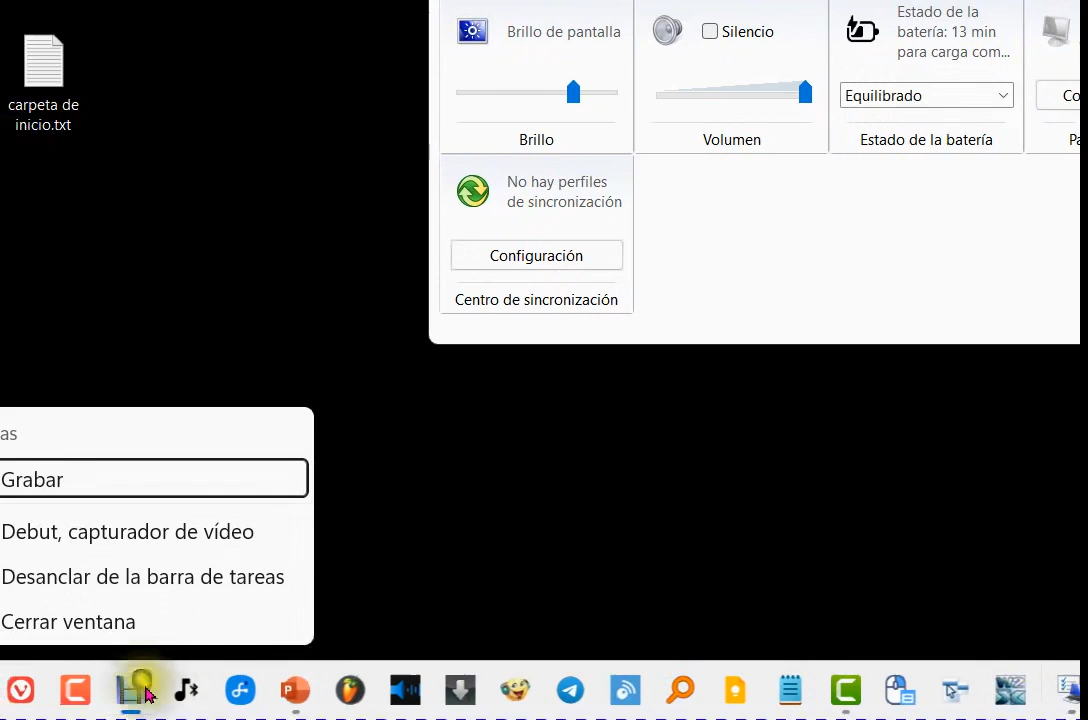 carpeta de
inicio.txt
Brillo de pantalla
Brillo
Silencio
Volumen
Estado de la
batería: 13 min
para carga com...
Equilibrado
Estado de la batería
Co
Pa
No hay perfiles
de sincronización
Configuración
Centro de sincronización
as
Grabar
Debut, capturador de vídeo
Desanclar de la barra de tareas
Cerrar ventana